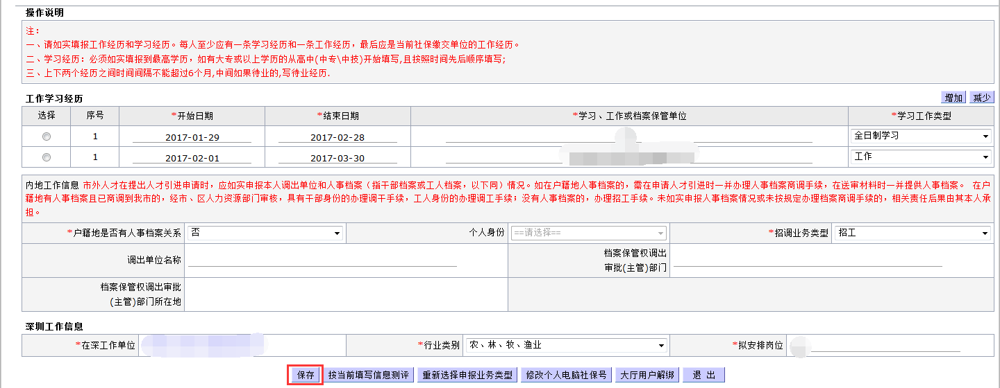 操作说明
注:
一、请如实填报工作经历和学习经历。每人至少应有一条学习经历和一条工作经历，最后应是当前社保缴交单位的工作经历。
二、学习经历: 必须如实填报到最高学历，如有大专或以上学历的从高中(中专\中技)开始填写,且按照时间先后顺序填写;
三、上下两个经历之间时间间隔不能超过6个月,中间如果待业的,写待业经历.
工作学习经历 增加 减少
选择 序号 *开始日期 *结束日期 *学习、工作或档案保管单位 *学习工作类型
1 2017-01-29 2017-02-28 全日制学习
1 2017-02-01 2017-03-30 工作
内地工作信息 市外人才在提出人才引进申请时，应如实申报本人调出单位和人事档案（指干部档案或工人档案，以下同）情况。如在户籍地人事档案的，需在申请人才引进时一并办理人事档案商调手续，在送审材料时一并提供人事档案。 在户
籍地有人事档案且已商调到我市的，经市、区人力资源部门审核，具有干部身份的办理调干手续，工人身份的办理调工手续；没有人事档案的，办理招工手续。未如实申报人事档案情况或未按规定办理档案商调手续的，相关责任后果由其本人承
担。
*户籍地是否有人事档案关系 否 个人身份 ==请选择== *招调业务类型 招工
调出单位名称 档案保管权调出
审批(主管)部门
档案保管权调出审批
(主管)部门所在地
深圳工作信息
*在深工作单位 *行业类别 农、林、牧、渔业 *拟安排岗位
保存 按当前填写信息测评 重新选择申报业务类型 修改个人电脑社保号 大厅用户解绑 退 出